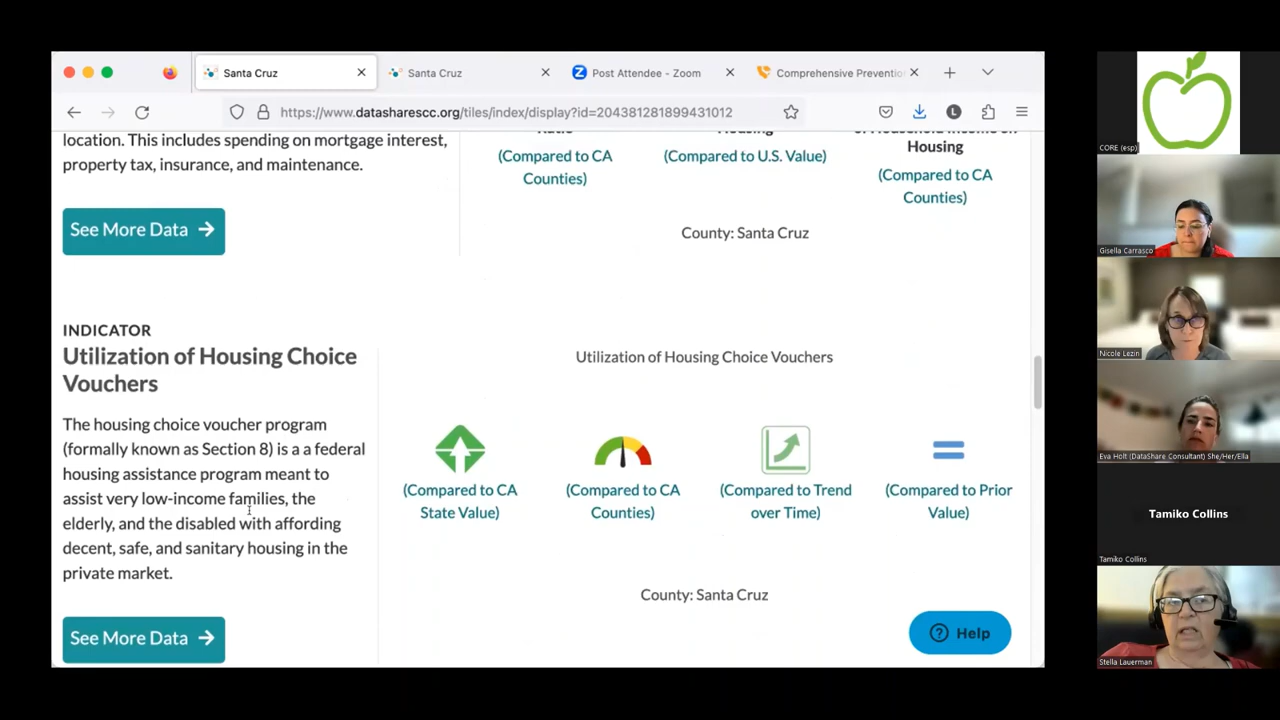 Santa Cruz
Santa Cruz
Post Attendee - Zoom
Comprehensive Preventio
https://www.datasharescc.org/tiles/index/display?id=204381281899431012
L
location. This includes spending on mortgage interest,
property tax, insurance, and maintenance.
See More Data
Ratio
(Compared to CA
Counties)
Housing
(Compared to U.S. Value)
of Household Income on
Housing
(Compared to CA
Counties)
County: Santa Cruz
INDICATOR
Utilization of Housing Choice
Vouchers
The housing choice voucher program
(formally known as Section 8) is a a federal
housing assistance program meant to
assist very low-income families, the
elderly, and the disabled with affording
decent, safe, and sanitary housing in the
private market.
See More Data
Utilization of Housing Choice Vouchers
(Compared to CA
State Value)
(Compared to CA
Counties)
(Compared to Trend
over Time)
(Compared to Prior
Value)
County: Santa Cruz
Help
CORE (esp)
Gisella Carrasco
Nicole Lezin
Eva Holt (DataShare Consultant) She/Her/Ella
Tamiko Collins
Tamiko Collins
Stella Lauerman